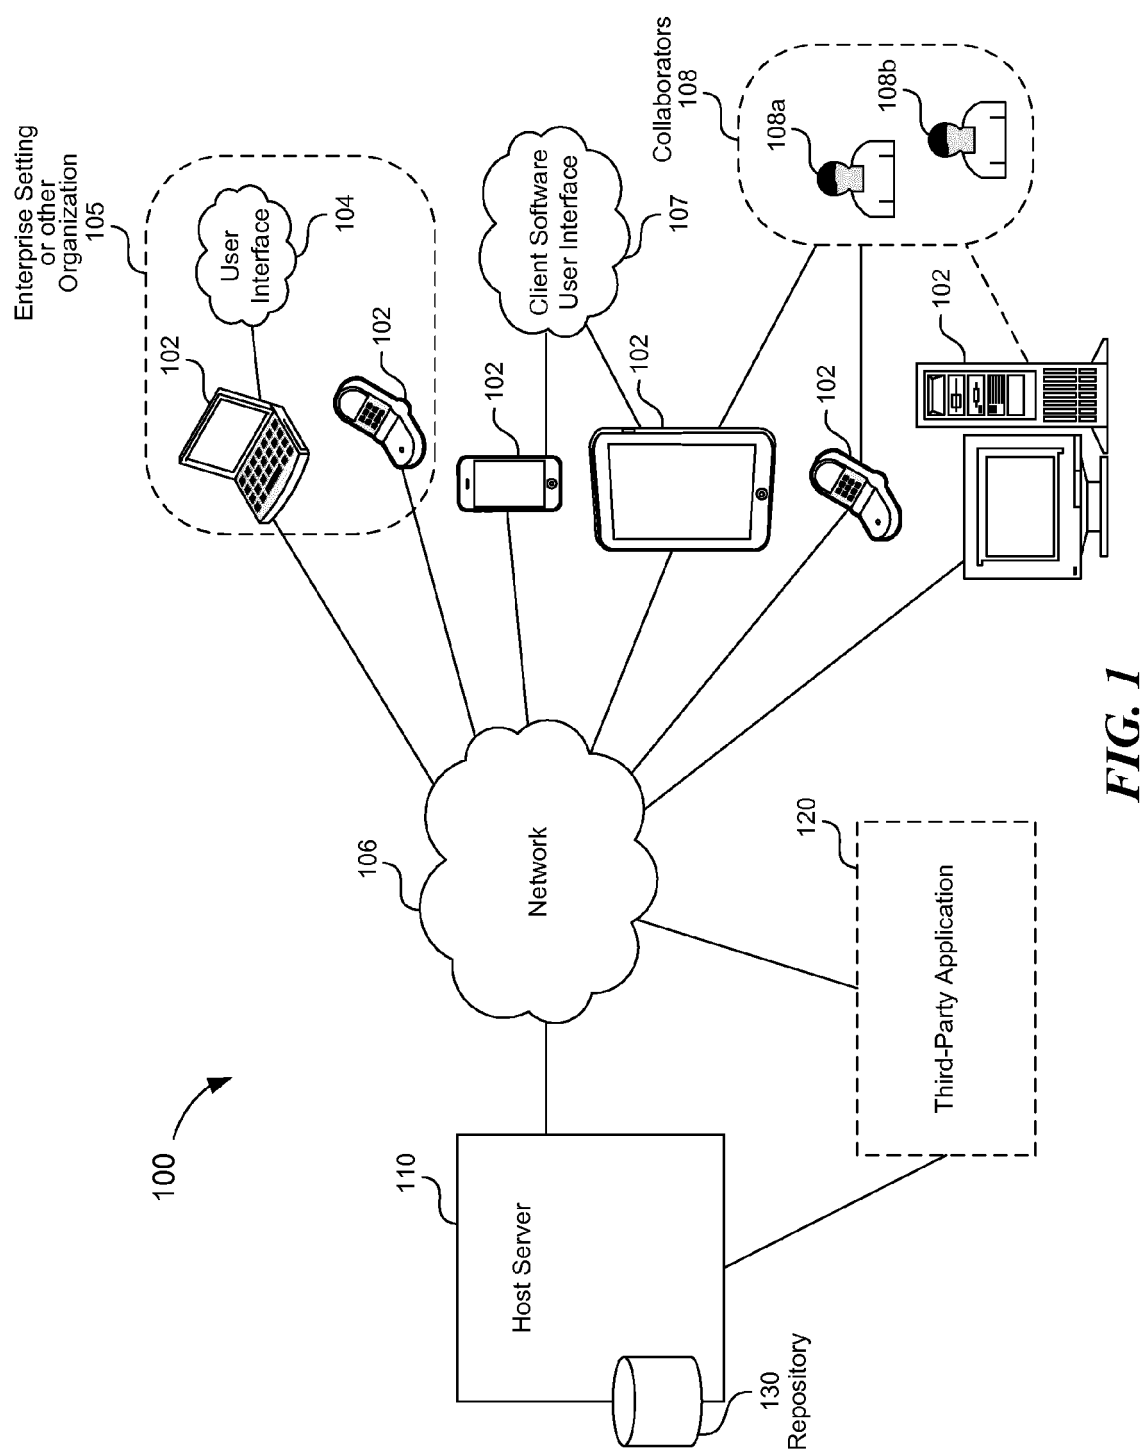 100
Enterprise Setting
or other
Organization
105
User
Interface
104
102
102
102
Client Software
User Interface
107
102
Collaborators
108
108a
108b
102
102
106
Network
110
Host Server
130
Repository
120
Third-Party Application
FIG. 1